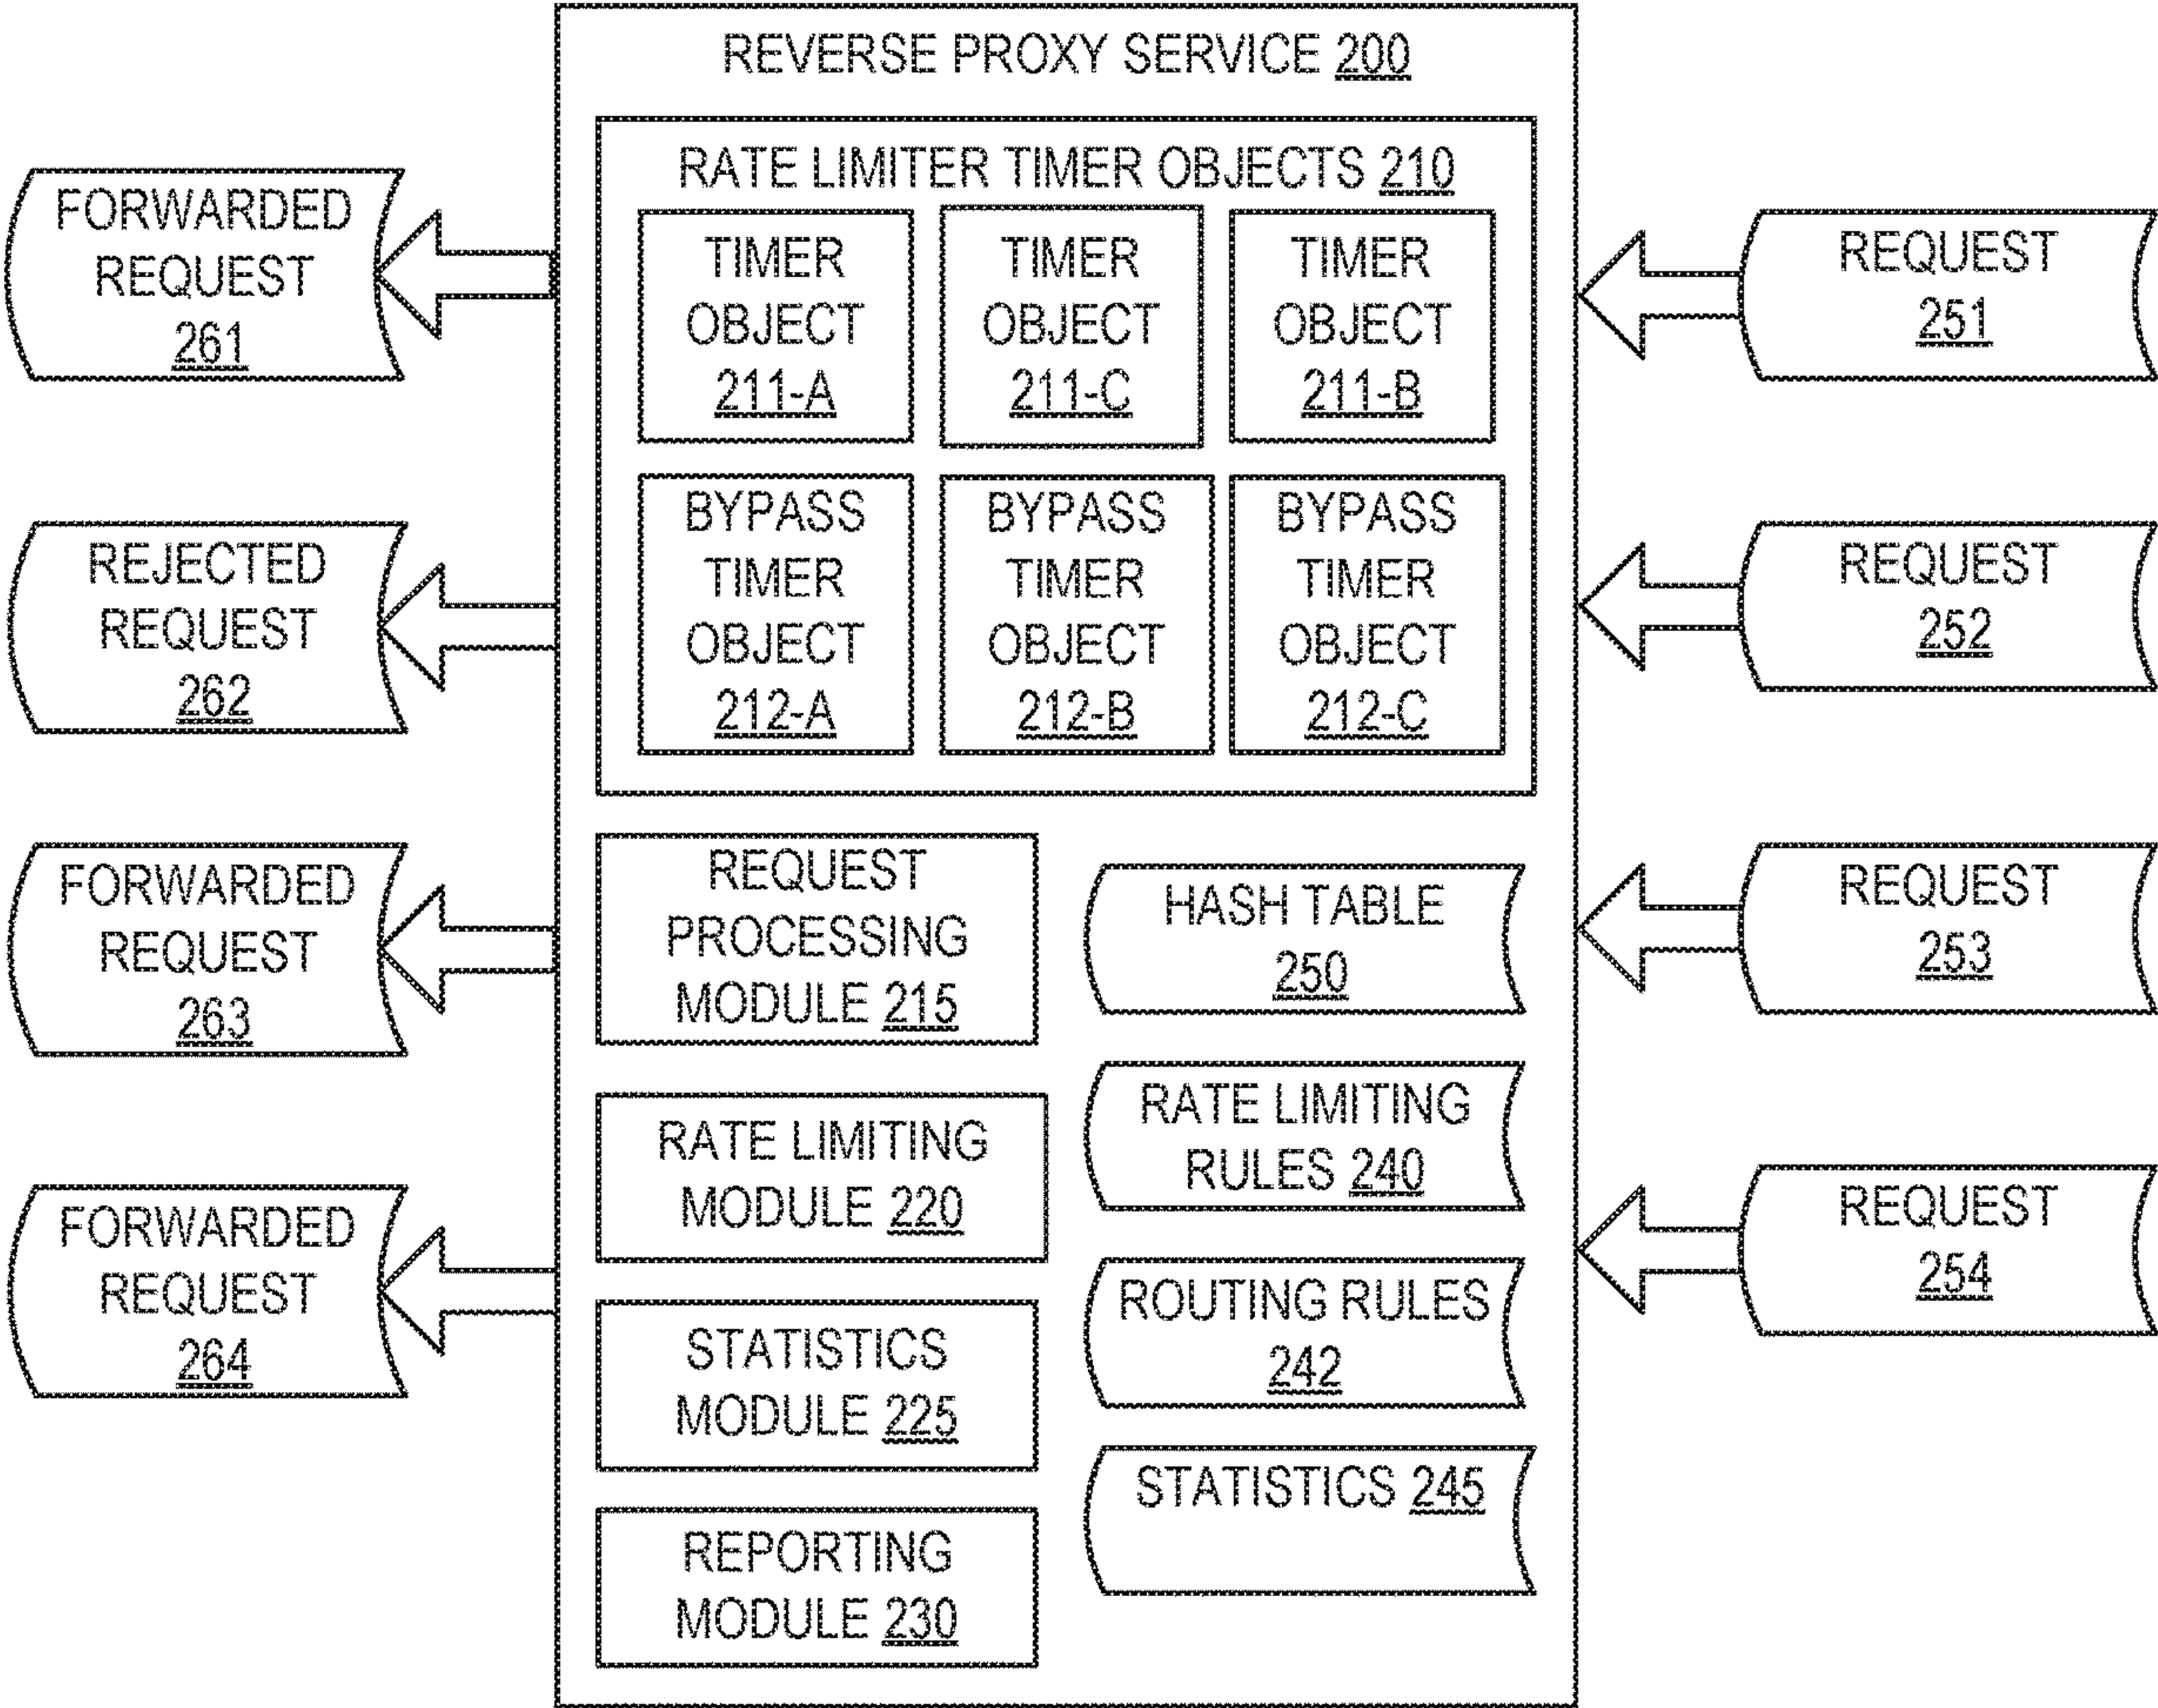 REVERSE PROXY SERVICE 200
RATE LIMITER TIMER OBJECTS 210
TIMER
OBJECT
211-A
TIMER
OBJECT
211-C
TIMER
OBJECT
211-B
BYPASS
TIMER
OBJECT
212-A
BYPASS
TIMER
OBJECT
212-B
BYPASS
TIMER
OBJECT
212-C
REQUEST
PROCESSING
MODULE 215
RATE LIMITING
MODULE 220
STATISTICS
MODULE 225
REPORTING
MODULE 230
HASH TABLE
250
RATE LIMITING
RULES 240
ROUTING RULES
242
STATISTICS 245
FORWARDED
REQUEST
261
REJECTED
REQUEST
262
FORWARDED
REQUEST
263
FORWARDED
REQUEST
264
REQUEST
251
REQUEST
252
REQUEST
253
REQUEST
254